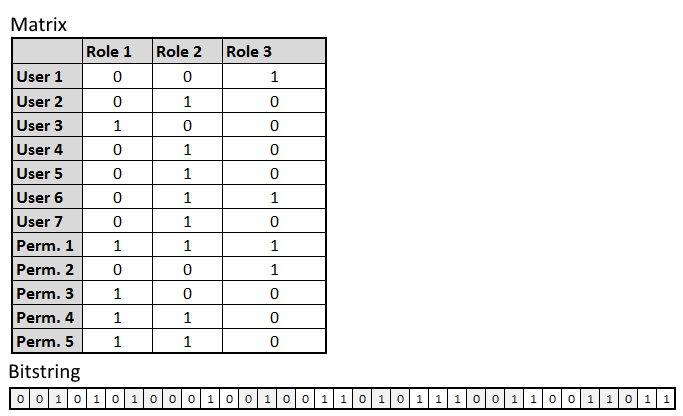 Matrix
Role 1 Role 2 Role 3
User 1 0 0 1
User 2 0 1 0
User 3 1 0 0
User 4 0 1 0
User 5 0 1 0
User 6 0 1 1
User 7 0 1 0
Perm. 1 1 1 1
Perm. 2 0 0 1
Perm. 3 1 0 0
Perm. 4 1 1 0
Perm. 5 1 1 0
Bitstring
0 0 1 0 1 0 1 0 0 0 1 0 0 1 0 0 1 1 0 1 0 1 1 1 0 0 1 1 0 0 1 1 0 1 1